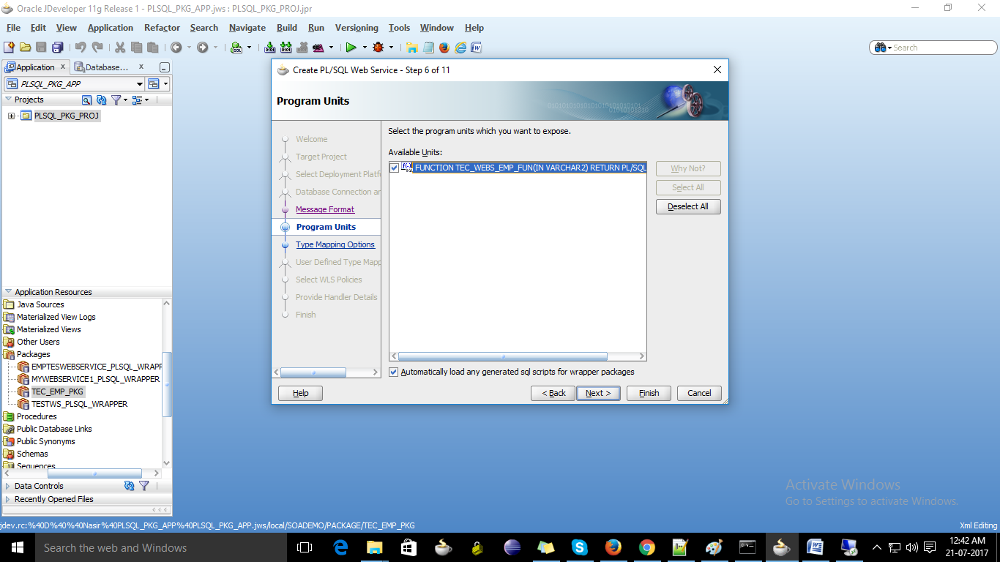 Oracle JDeveloper 11g Release 1 - PLSQL_PKG_APP.jws : PLSQL_PKG_PROJ.jpr
File Edit View Application Refactor Search Navigate Build Run Versioning Tools Window Help
Search
Application
Database...
PLSQL_PKG_APP
Projects
PLSQL_PKG_PROJ
Application Resources
Java Sources
Materialized View Logs
Materialized Views
Other Users
Packages
EMPTESWEBSERVICE_PLSQL_WRAPP
MYWEBSERVICE1_PLSQL_WRAPPER
TEC_EMP_PKG
TESTWS_PLSQL_WRAPPER
Procedures
Public Database Links
Public Synonyms
Schemas
Sequences
Data Controls
Recently Opened Files
Create PL/SQL Web Service - Step 6 of 11
Program Units
Welcome
Target Project
Select Deployment Platf
Database Connection an
Message Format
Program Units
Type Mapping Options
User Defined Type Mapp
Select WLS Policies
Provide Handler Details
Finish
Select the program units which you want to expose.
Available Units:
FUNCTION TEC_WEBS_EMP_FUN(IN VARCHAR2) RETURN PL/SQL
Why Not?
Select All
Deselect All
Automatically load any generated sql scripts for wrapper packages
Help
< Back
Next >
Finish
Cancel
Activate Windows
Go to Settings to activate Windows.
jdev.rc:%40D%40%40Nasir%40PLSQL_PKG_APP%40PLSQL_PKG_APP.jws/local/SOADEMO/PACKAGE/TEC_EMP_PKG
Xml Editing
Search the web and Windows
12:42 AM
21-07-2017